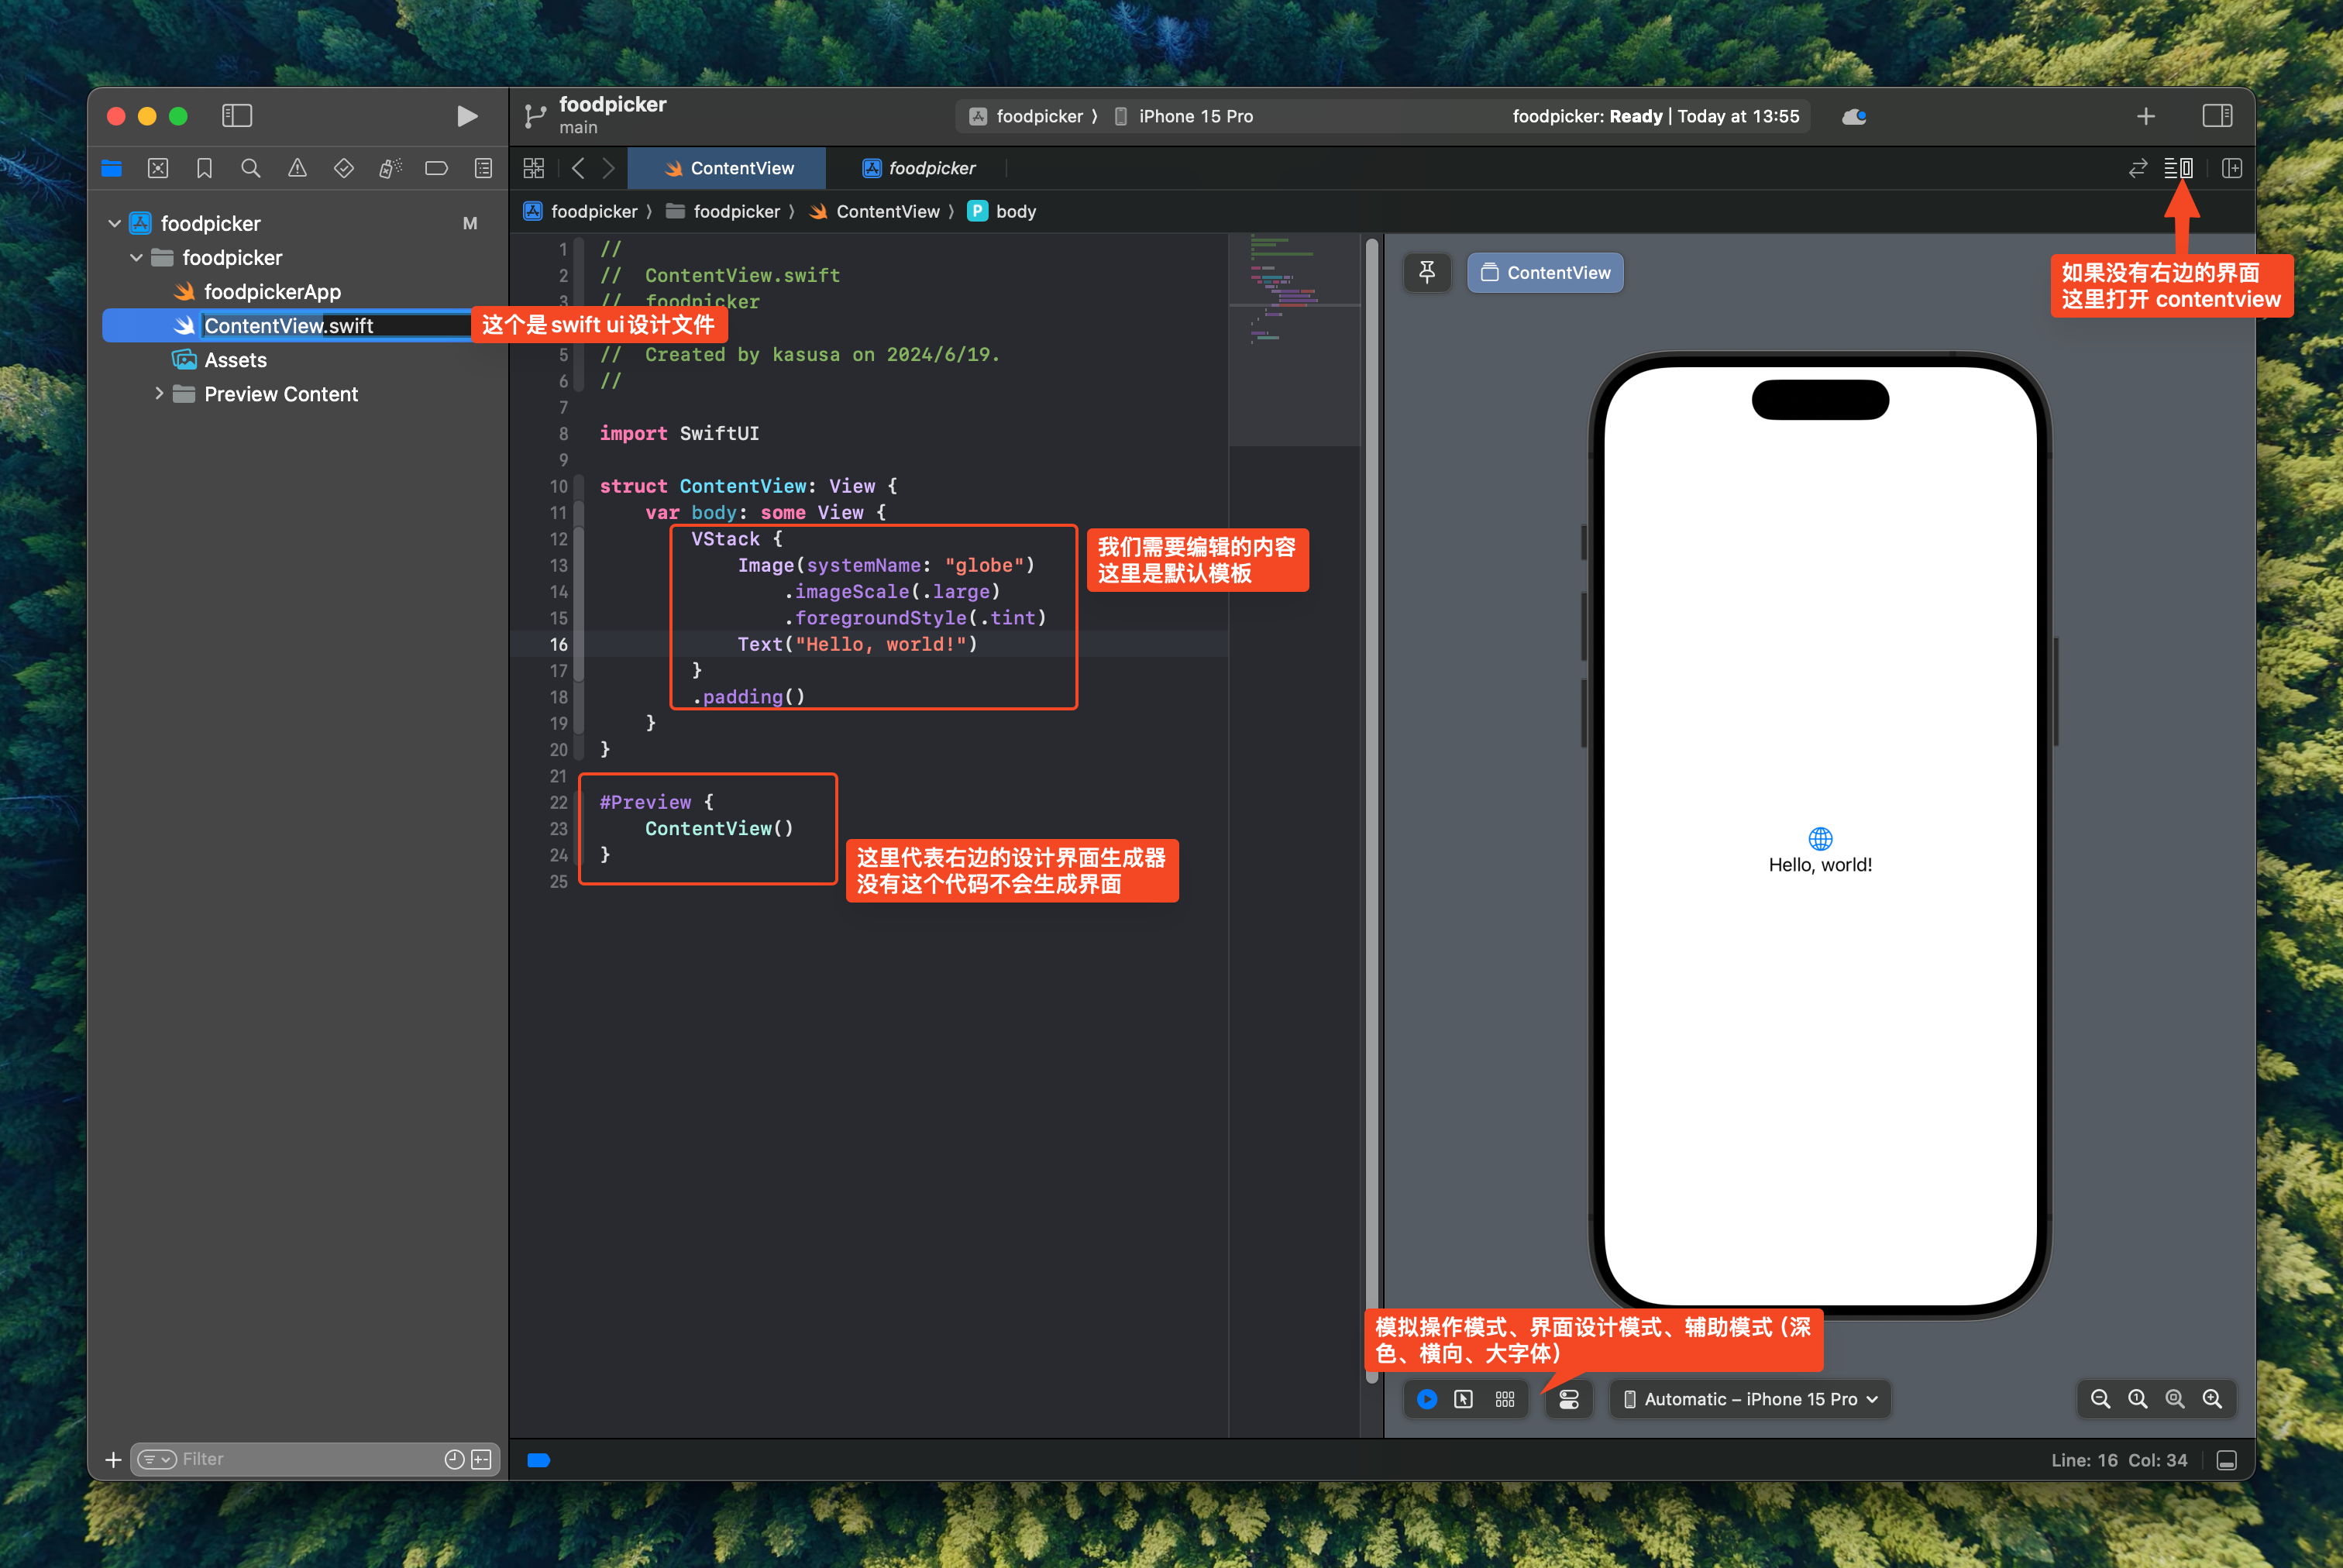 foodpicker
main
foodpicker
iPhone 15 Pro
foodpicker: Ready | Today at 13:55
ContentView
foodpicker
foodpicker
foodpicker
ContentView
P body
foodpicker
M
foodpicker
foodpickerApp
ContentView.swift
Assets
Preview Content
这个是 swift ui 设计文件
1 //
2 // ContentView.swift
3 // foodpicker
5 // Created by kasusa on 2024/6/19.
6 //
7
8 import SwiftUI
9
10 struct ContentView: View {
11 var body: some View {
12 VStack {
13 Image(systemName: "globe")
14 .imageScale(.large)
15 .foregroundStyle(.tint)
16 Text("Hello, world!")
17 }
18 .padding()
19 }
20 }
21
22 #Preview {
23 ContentView()
24 }
25
我们需要编辑的内容
这里是默认模板
这里代表右边的设计界面生成器
没有这个代码不会生成界面
ContentView
如果没有右边的界面
这里打开 contentview
Hello, world!
模拟操作模式、界面设计模式、辅助模式（深
色、横向、大字体）
Automatic – iPhone 15 Pro
Filter
Line: 16 Col: 34